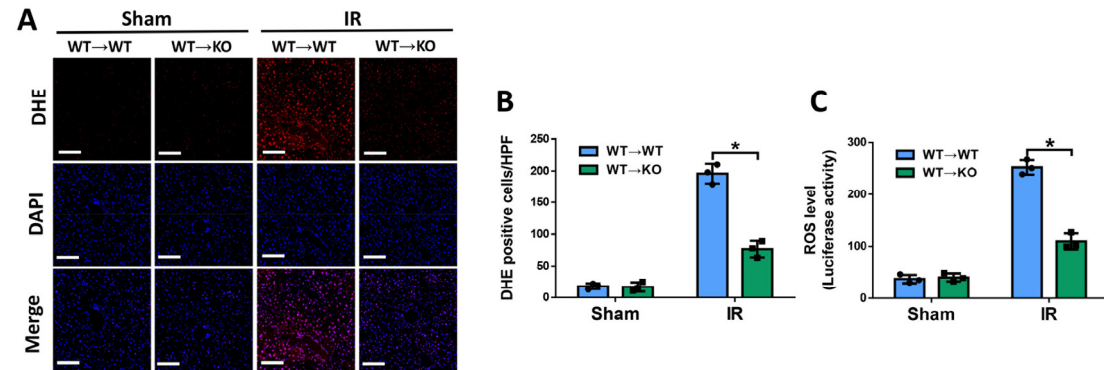 A
Sham IR
WT→WT WT→KO WT→WT WT→KO
DHE
DAPI
Merge
B
DHE positive cells/HPF
250
200
150
100
50
0
WT→WT
WT→KO
*
Sham IR
C
ROS level
(Luciferase activity)
300
200
100
0
WT→WT
WT→KO
*
Sham IR